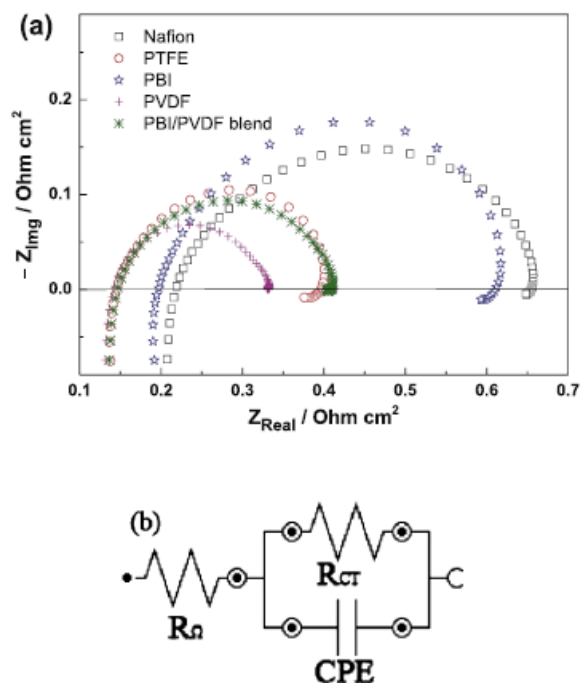 (a)
Nafion
PTFE
PBI
PVDF
PBI/PVDF blend
0.2
0.1
0.0
− Z_Img / Ohm cm²
0.1 0.2 0.3 0.4 0.5 0.6 0.7
Z_Real / Ohm cm²
(b)
R_CT
R_Ω
CPE